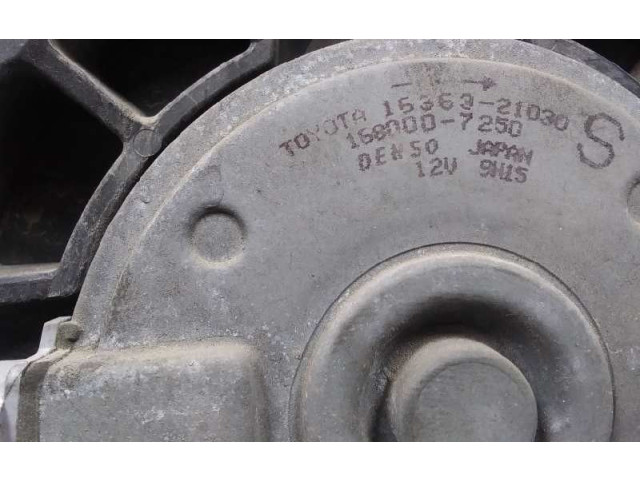 TOYOTA 16363-21030
168000-7250
DENSO JAPAN
12V 9H15
S